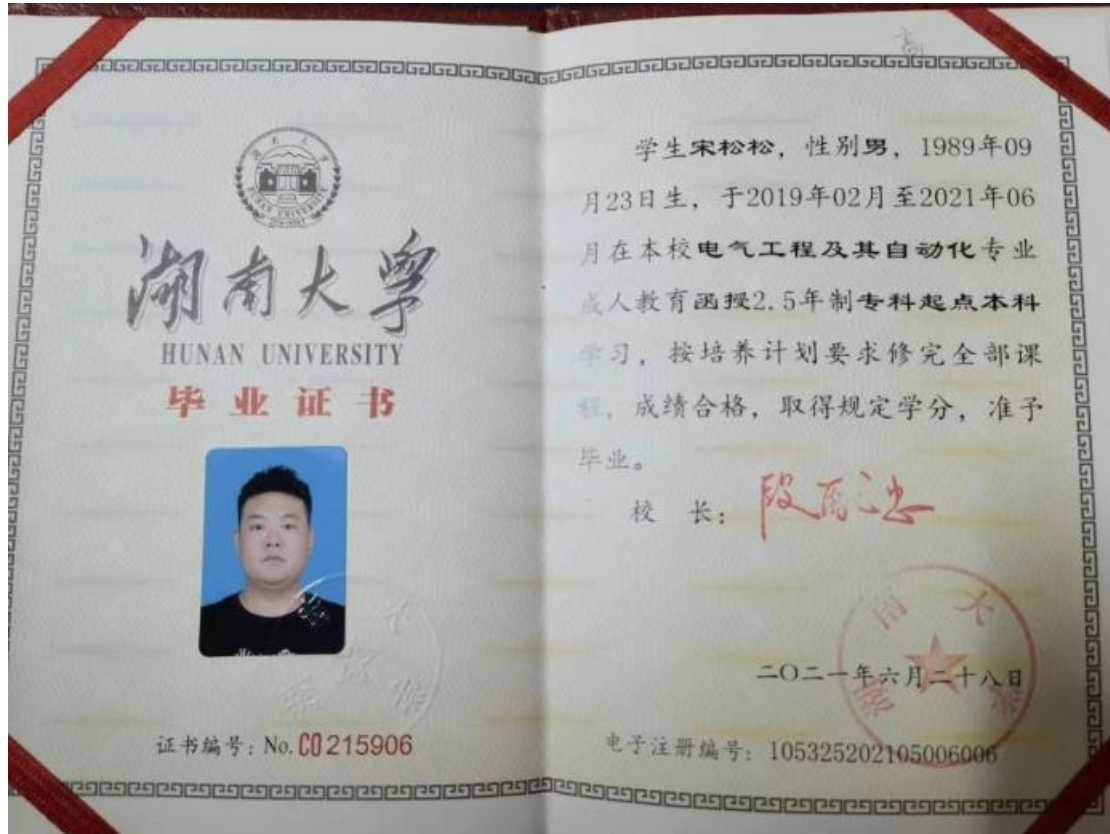 湖南大学
HUNAN UNIVERSITY
毕业证书
证书编号：No. C0215906
高
学生宋松松，性别男，1989年09
月23日生，于2019年02月至2021年06
月在本校电气工程及其自动化专业
成人教育函授2.5年制专科起点本科
学习，按培养计划要求修完全部课
程，成绩合格，取得规定学分，准予
毕业。
校 长：
湖南大学
二〇二一年六月二十八日
电子注册编号：105325202105006006